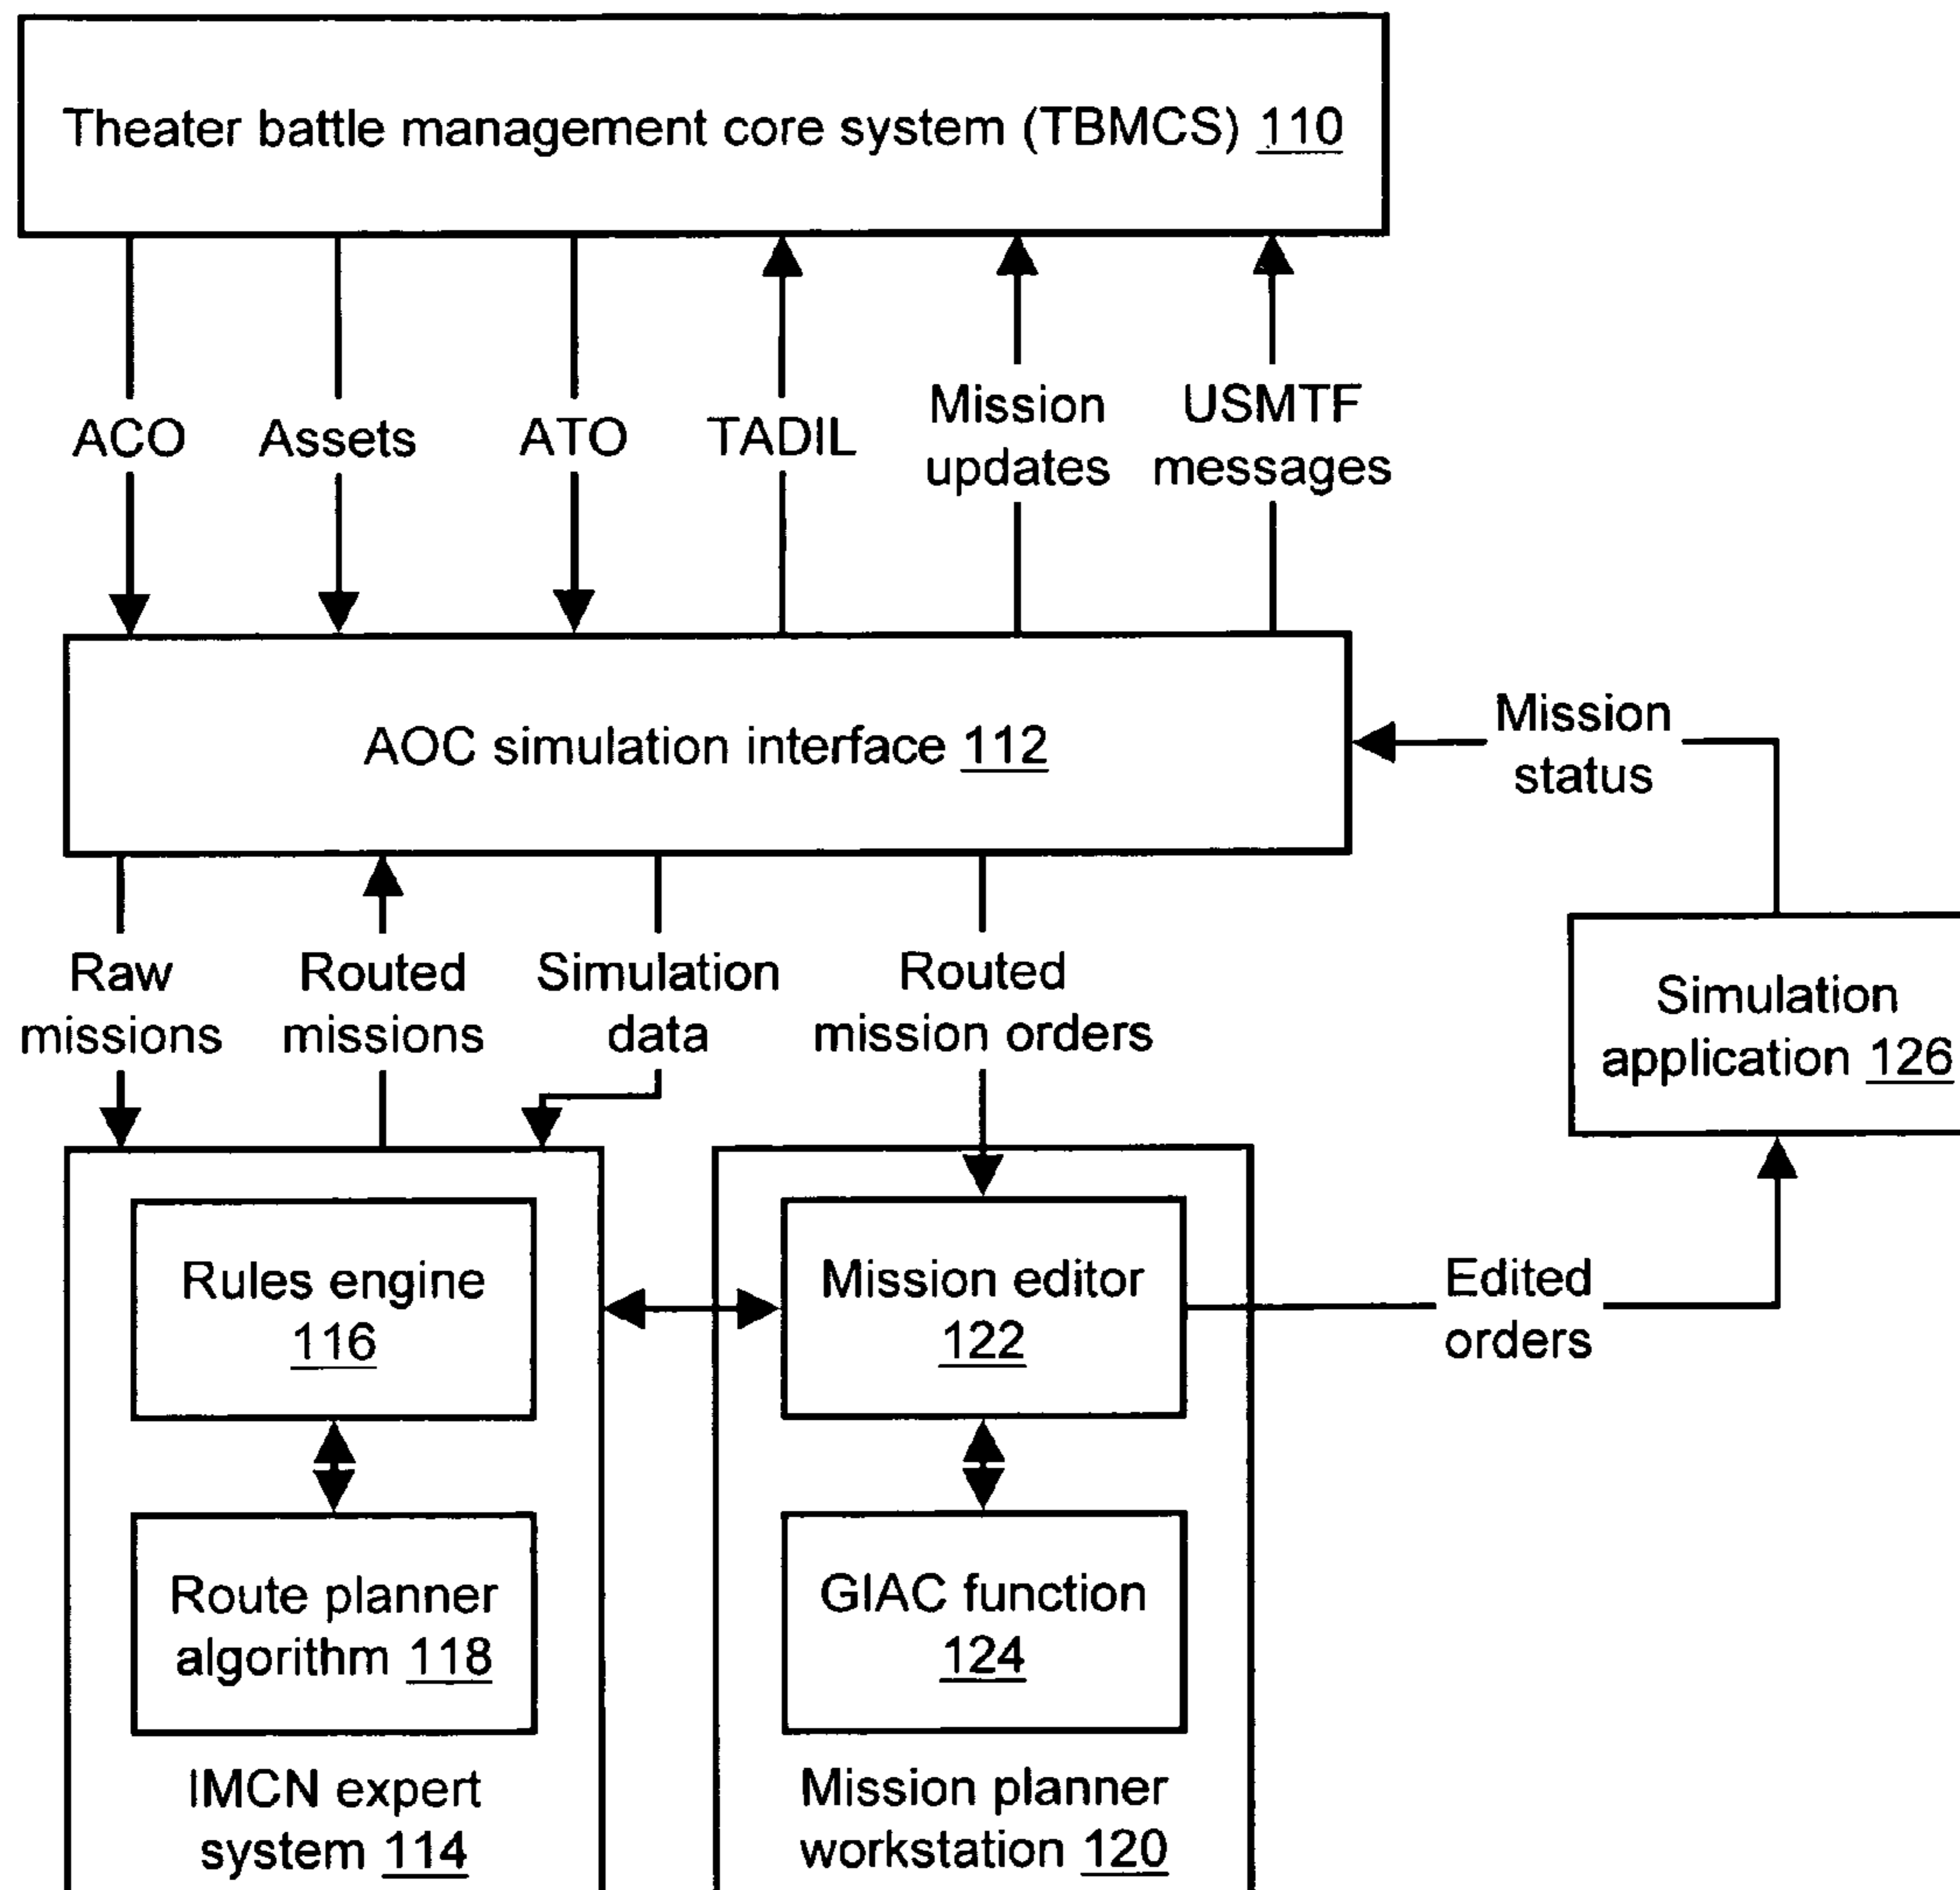 Theater battle management core system (TBMCS) 110
ACO
Assets
ATO
TADIL
Mission
updates
USMTF
messages
AOC simulation interface 112
Mission
status
Raw
missions
Routed
missions
Simulation
data
Routed
mission orders
Simulation
application 126
Rules engine
116
Mission editor
122
Edited
orders
Route planner
algorithm 118
GIAC function
124
IMCN expert
system 114
Mission planner
workstation 120